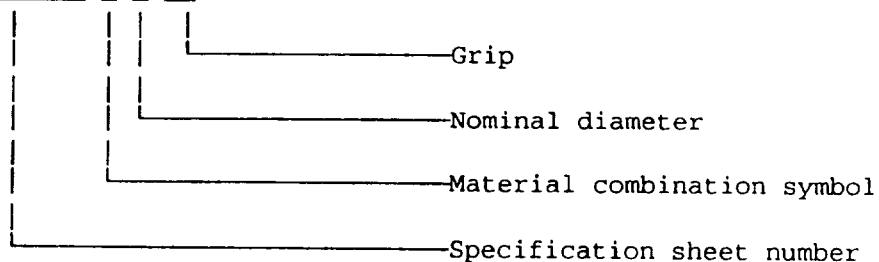 Grip
Nominal diameter
Material combination symbol
Specification sheet number